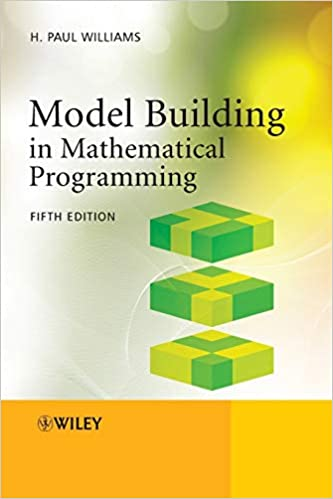 H. PAUL WILLIAMS
Model Building
in Mathematical
Programming
FIFTH EDITION
WILEY